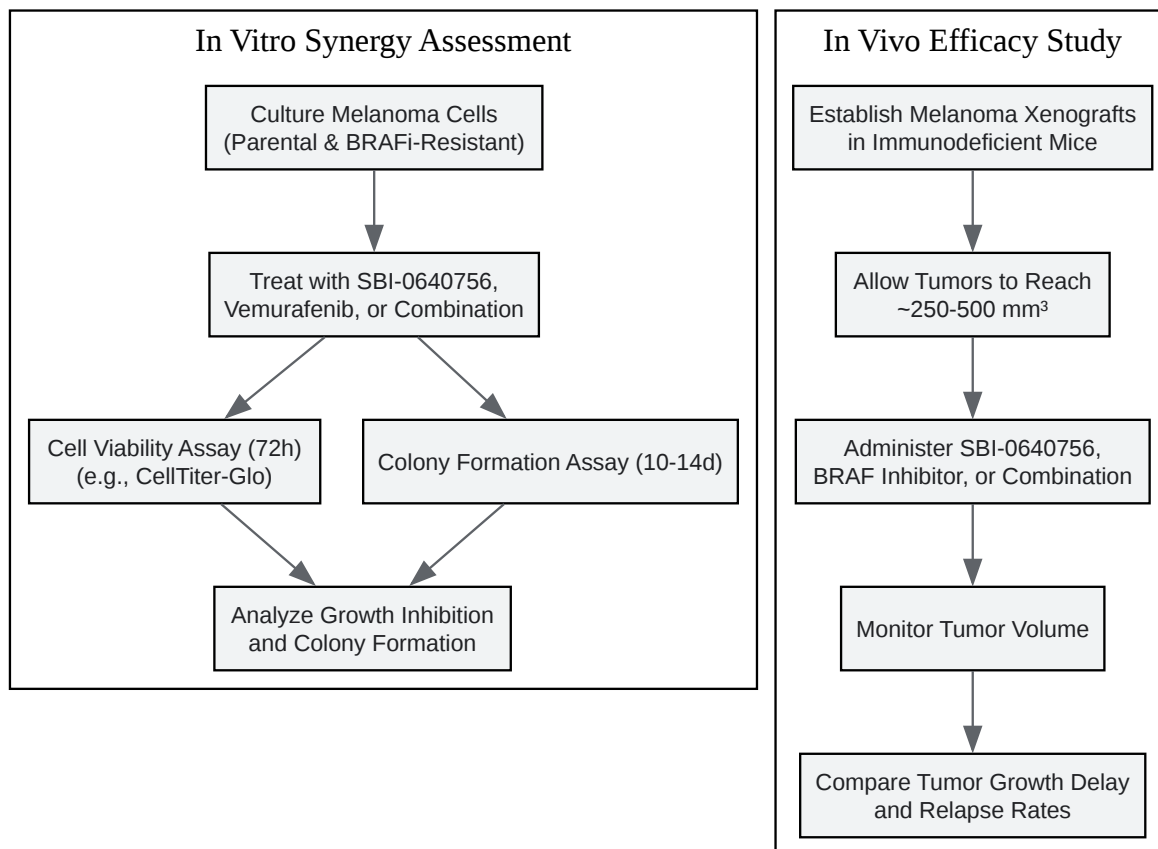 In Vitro Synergy Assessment
Culture Melanoma Cells
(Parental & BRAFi-Resistant)
Treat with SBI-0640756,
Vemurafenib, or Combination
Cell Viability Assay (72h)
(e.g., CellTiter-Glo)
Colony Formation Assay (10-14d)
Analyze Growth Inhibition
and Colony Formation
In Vivo Efficacy Study
Establish Melanoma Xenografts
in Immunodeficient Mice
Allow Tumors to Reach
~250-500 mm³
Administer SBI-0640756,
BRAF Inhibitor, or Combination
Monitor Tumor Volume
Compare Tumor Growth Delay
and Relapse Rates